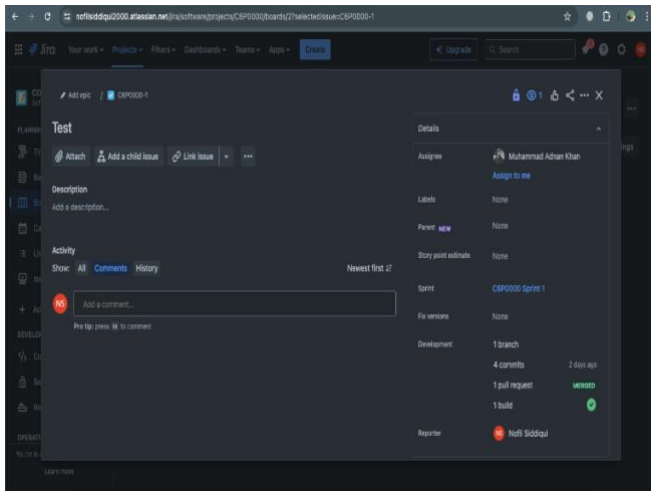 nofilsiddiqui2000.atlassian.net/jira/software/projects/C6P0000/boards/2?selectedIssue=C6P0000-1
Jira Your work Projects Filters Dashboards Teams Apps Create Upgrade Search
Add epic / C6P0000-1 1
Test
Attach Add a child issue Link issue
Description
Add a description...
Activity
Show: All Comments History Newest first
NS Add a comment...
Pro tip: press M to comment
Details
Assignee Muhammad Adnan Khan
Assign to me
Labels None
Parent NEW None
Story point estimate None
Sprint C6P0000 Sprint 1
Fix versions None
Development 1 branch
4 commits 2 days ago
1 pull request MERGED
1 build
Reporter NS Nofil Siddiqui
Learn more